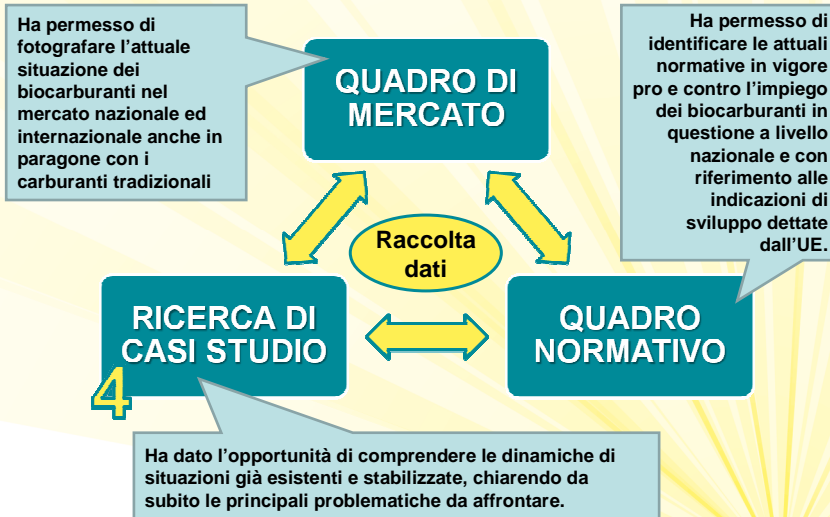 Ha permesso di
fotografare l'attuale
situazione dei
biocarburanti nel
mercato nazionale ed
internazionale anche in
paragone con i
carburanti tradizionali
QUADRO DI
MERCATO
Ha permesso di
identificare le attuali
normative in vigore
pro e contro l'impiego
dei biocarburanti in
questione a livello
nazionale e con
riferimento alle
indicazioni di
sviluppo dettate
dall'UE.
Raccolta
dati
RICERCA DI
CASI STUDIO
4
QUADRO
NORMATIVO
Ha dato l'opportunità di comprendere le dinamiche di
situazioni già esistenti e stabilizzate, chiarendo da
subito le principali problematiche da affrontare.